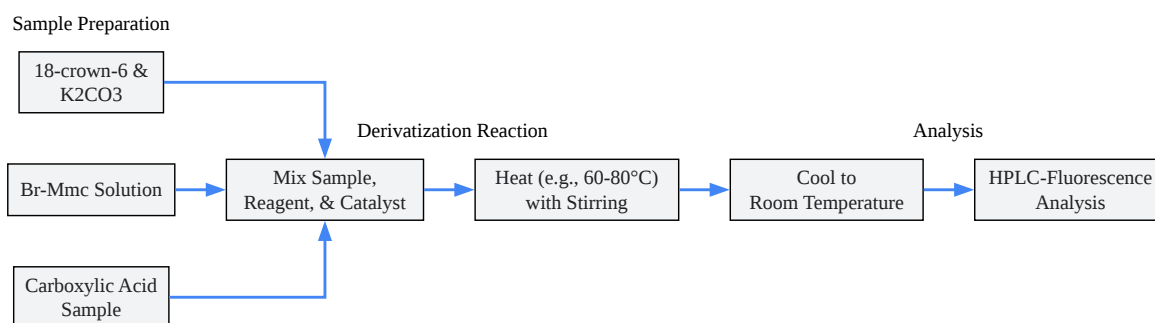 Sample Preparation
18-crown-6 &
K2CO3
Derivatization Reaction
Analysis
Br-Mmc Solution
Mix Sample,
Reagent, & Catalyst
Heat (e.g., 60-80°C)
with Stirring
Cool to
Room Temperature
HPLC-Fluorescence
Analysis
Carboxylic Acid
Sample